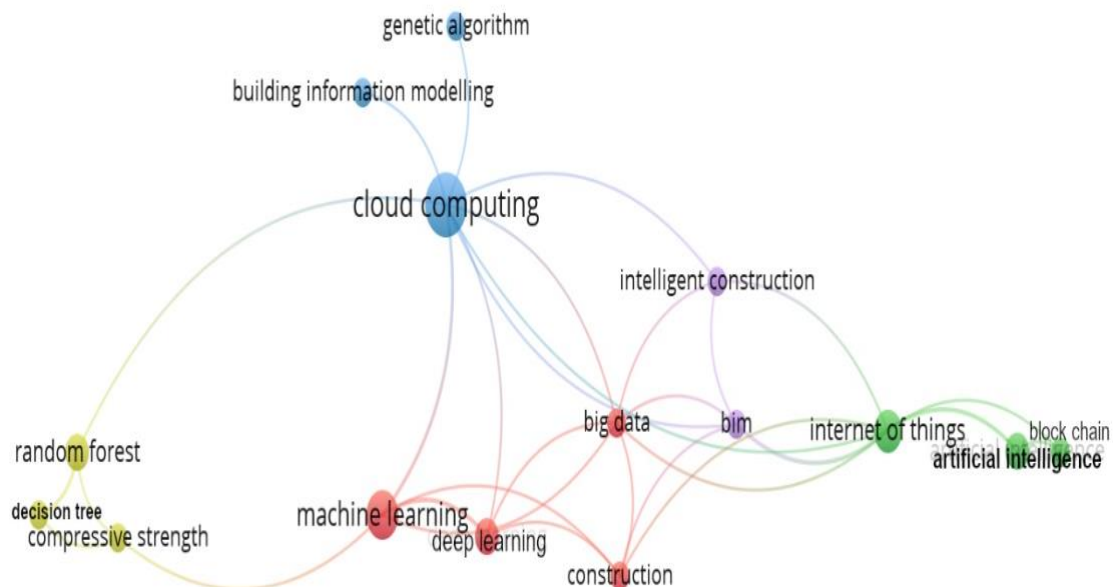 genetic algorithm
building information modelling
cloud computing
intelligent construction
big data
bim
internet of things
block chain
artificial intelligence
random forest
decision tree
compressive strength
machine learning
deep learning
construction